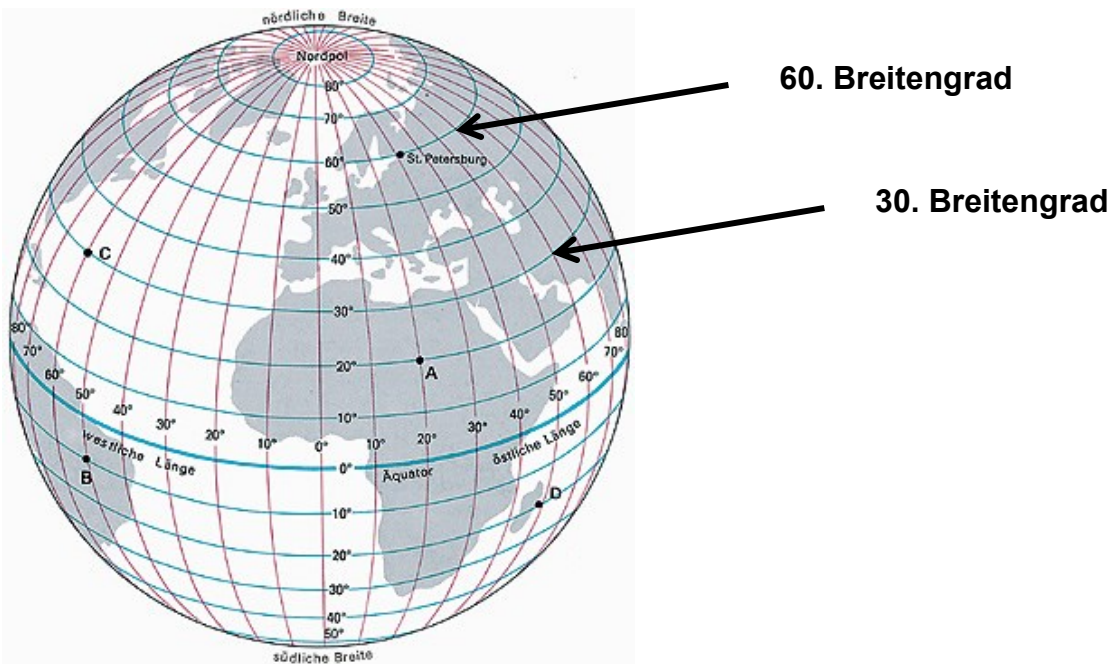 nördliche Breite
Nordpol
80°
70°
60°
St. Petersburg
50°
C
40°
30°
20°
A
10°
80°
70°
60°
50°
40°
30°
20°
10°
0°
10°
20°
30°
40°
50°
60°
70°
80
westliche Länge
0°
Äquator
östliche Länge
B
D
10°
20°
30°
40°
50°
südliche Breite
60. Breitengrad
30. Breitengrad